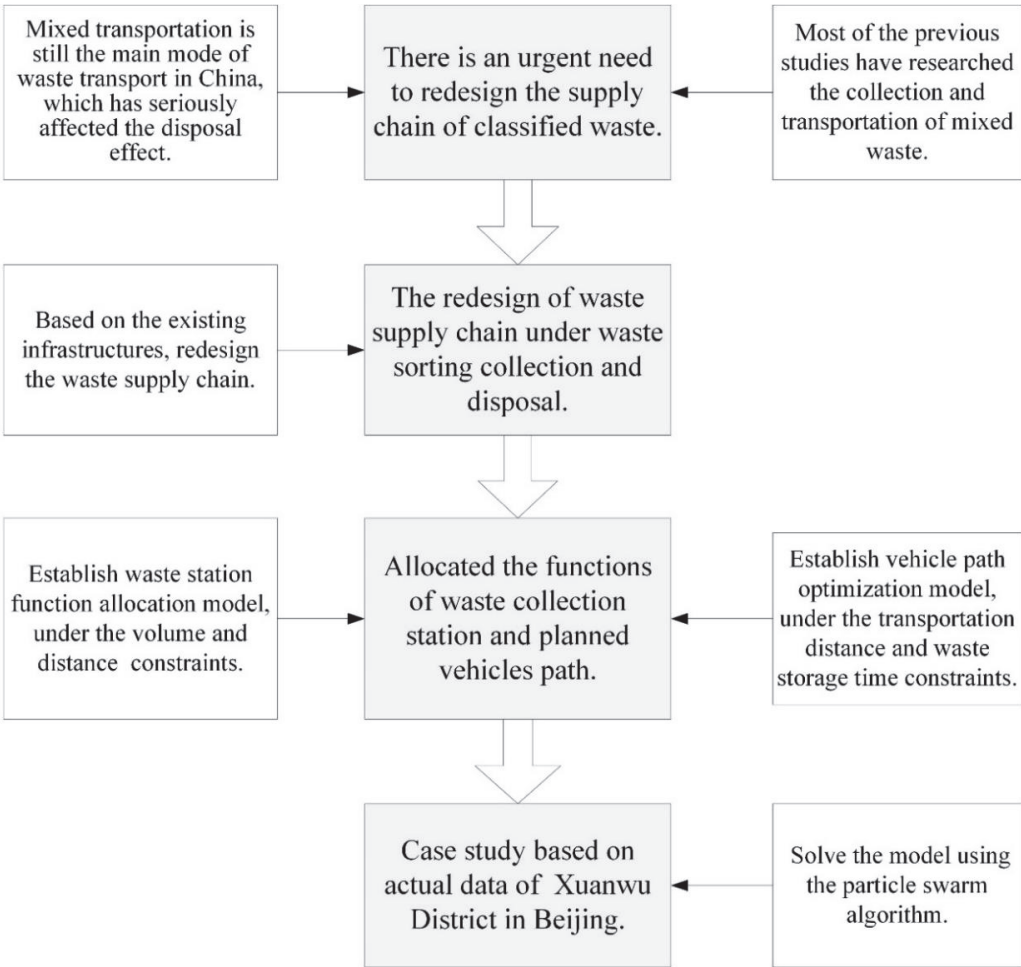 Mixed transportation is
still the main mode of
waste transport in China,
which has seriously
affected the disposal
effect.
There is an urgent need
to redesign the supply
chain of classified waste.
Most of the previous
studies have researched
the collection and
transportation of mixed
waste.
Based on the existing
infrastructures, redesign
the waste supply chain.
The redesign of waste
supply chain under waste
sorting collection and
disposal.
Establish waste station
function allocation model,
under the volume and
distance constraints.
Allocated the functions
of waste collection
station and planned
vehicles path.
Establish vehicle path
optimization model,
under the transportation
distance and waste
storage time constraints.
Case study based on
actual data of Xuanwu
District in Beijing.
Solve the model using
the particle swarm
algorithm.